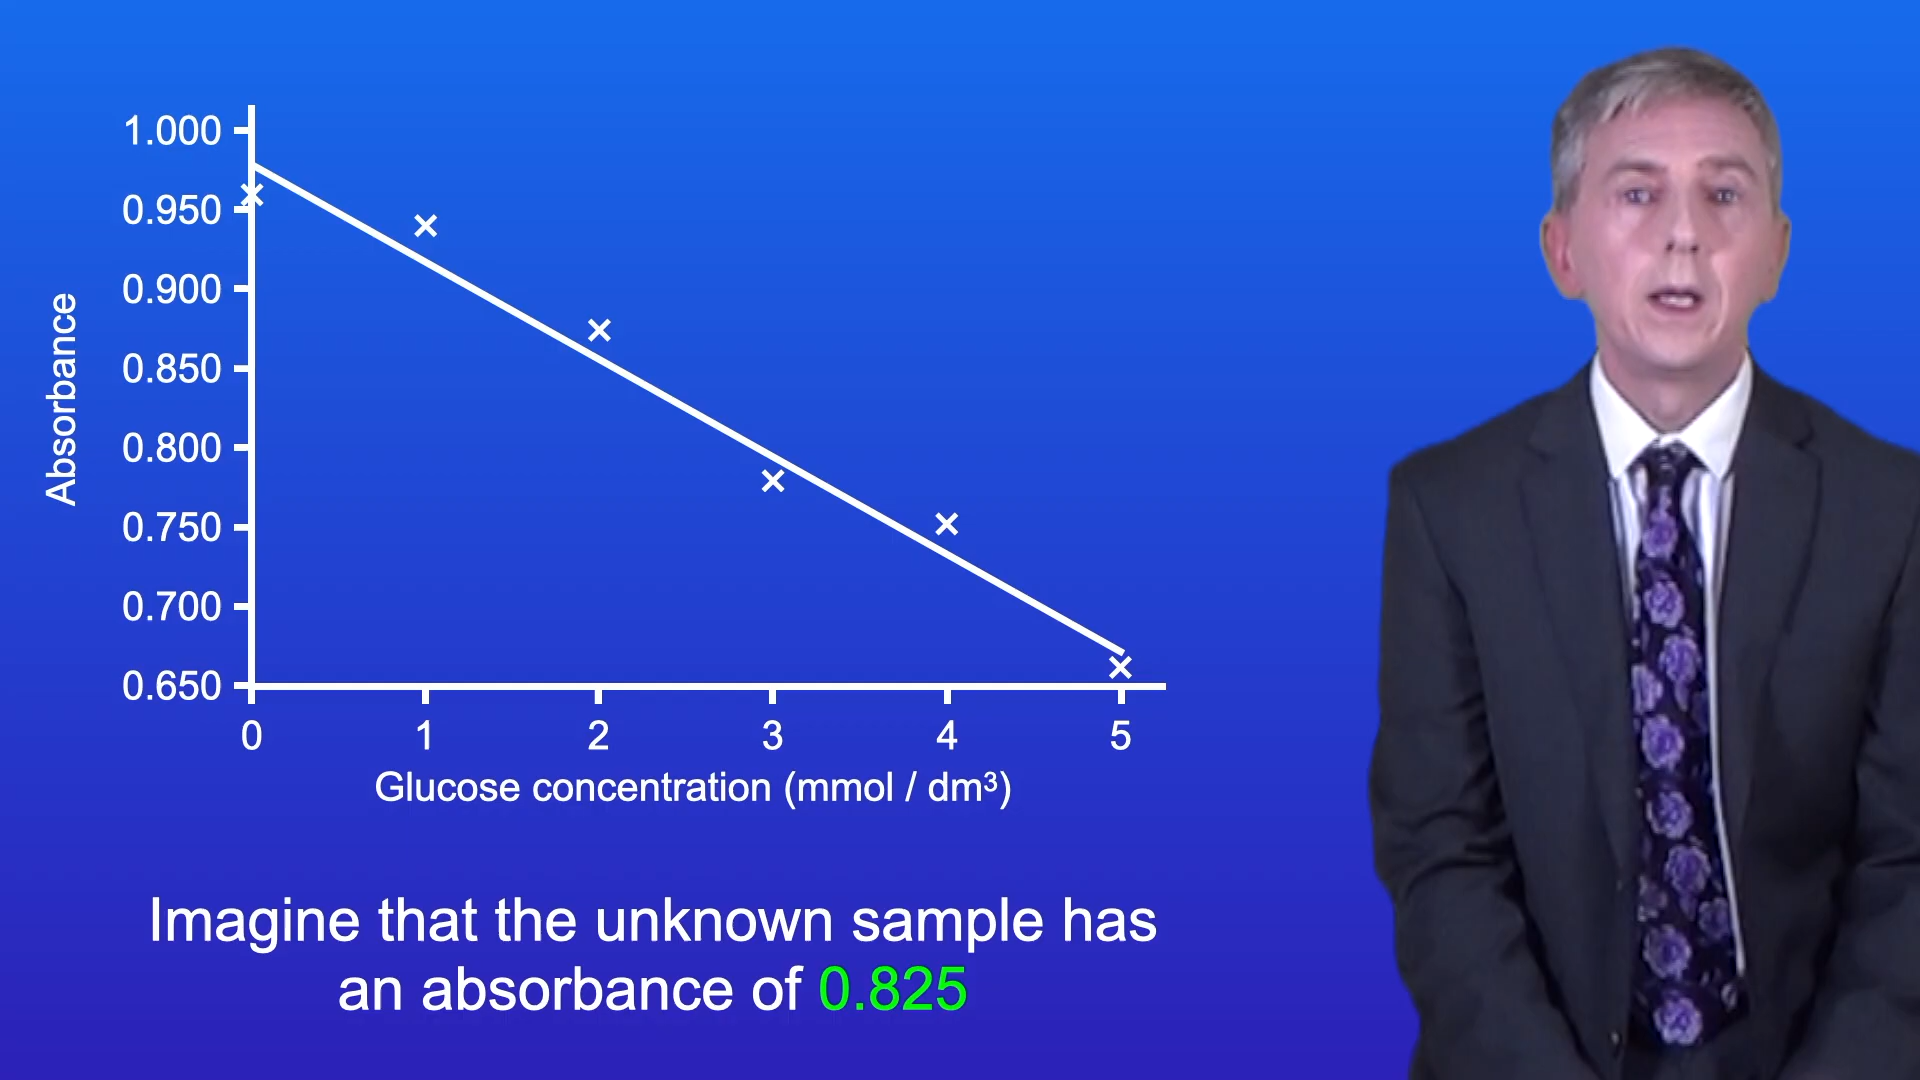 1.000
0.950
0.900
0.850
0.800
0.750
0.700
0.650
Absorbance
0 1 2 3 4 5
Glucose concentration (mmol / dm³)
Imagine that the unknown sample has
an absorbance of 0.825